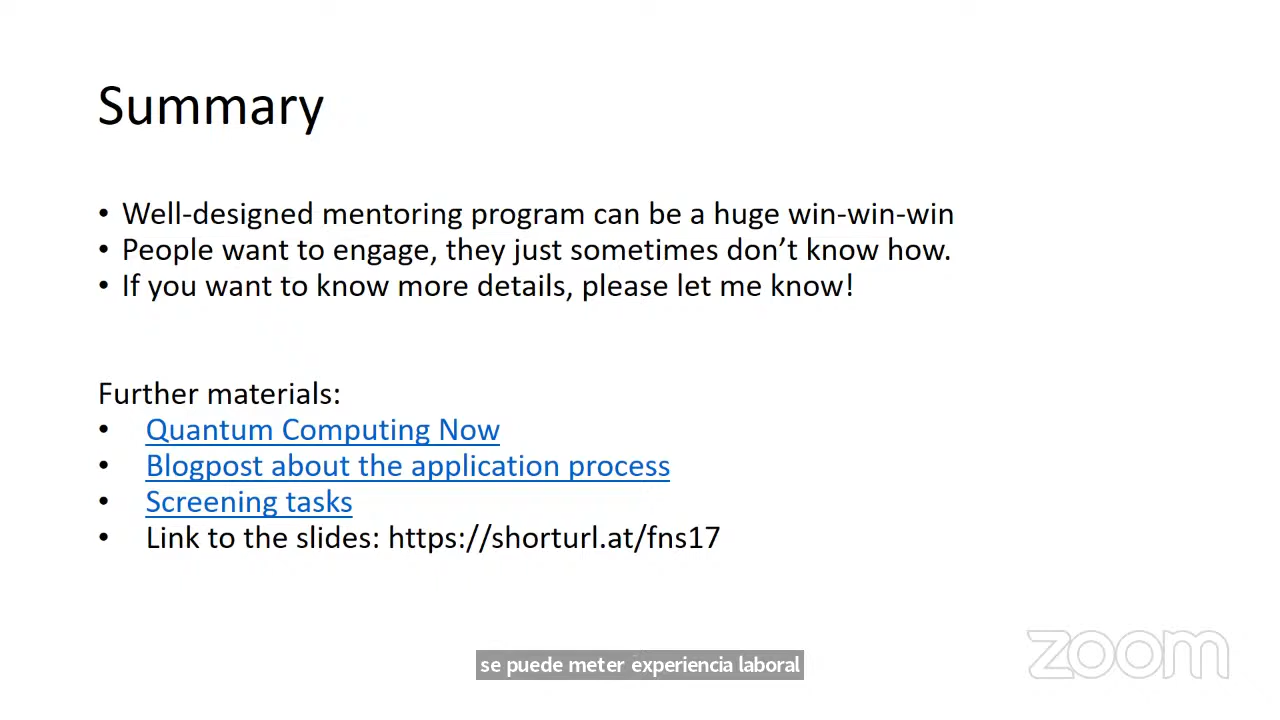 Summary
• Well-designed mentoring program can be a huge win-win-win
• People want to engage, they just sometimes don’t know how.
• If you want to know more details, please let me know!
Further materials:
• Quantum Computing Now
• Blogpost about the application process
• Screening tasks
• Link to the slides: https://shorturl.at/fns17
se puede meter experiencia laboral
zoom